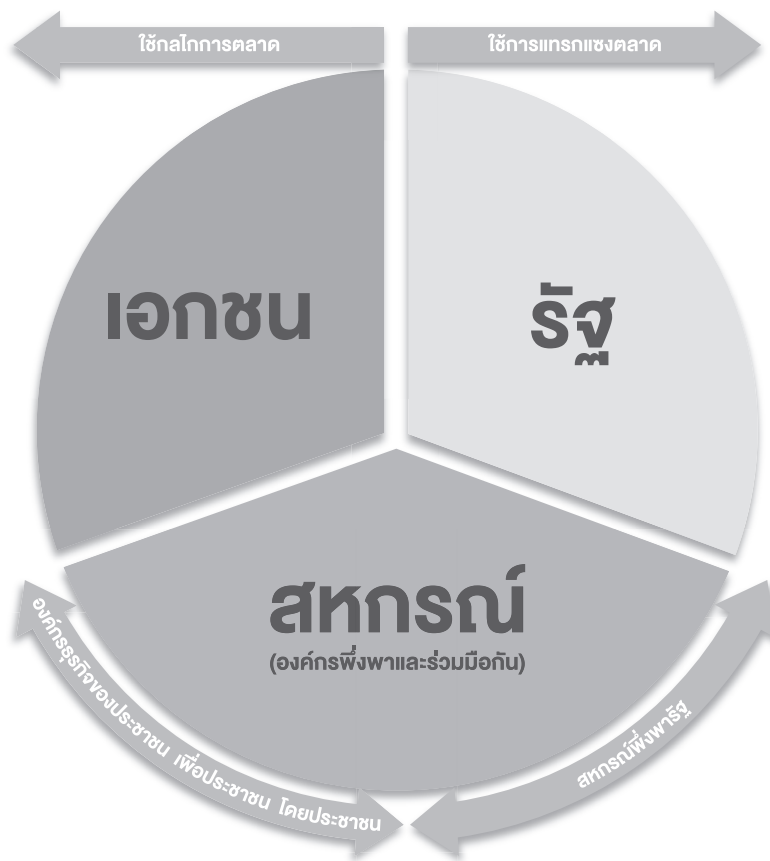 ใช้กลไกการตลาด
ใช้การแทรกแซงตลาด
เอกชน
รัฐ
สหกรณ์
(องค์กรพึ่งพาและร่วมมือกัน)
องค์กรธุรกิจของประชาชน เพื่อประชาชน โดยประชาชน
สหกรณ์พึ่งพารัฐ